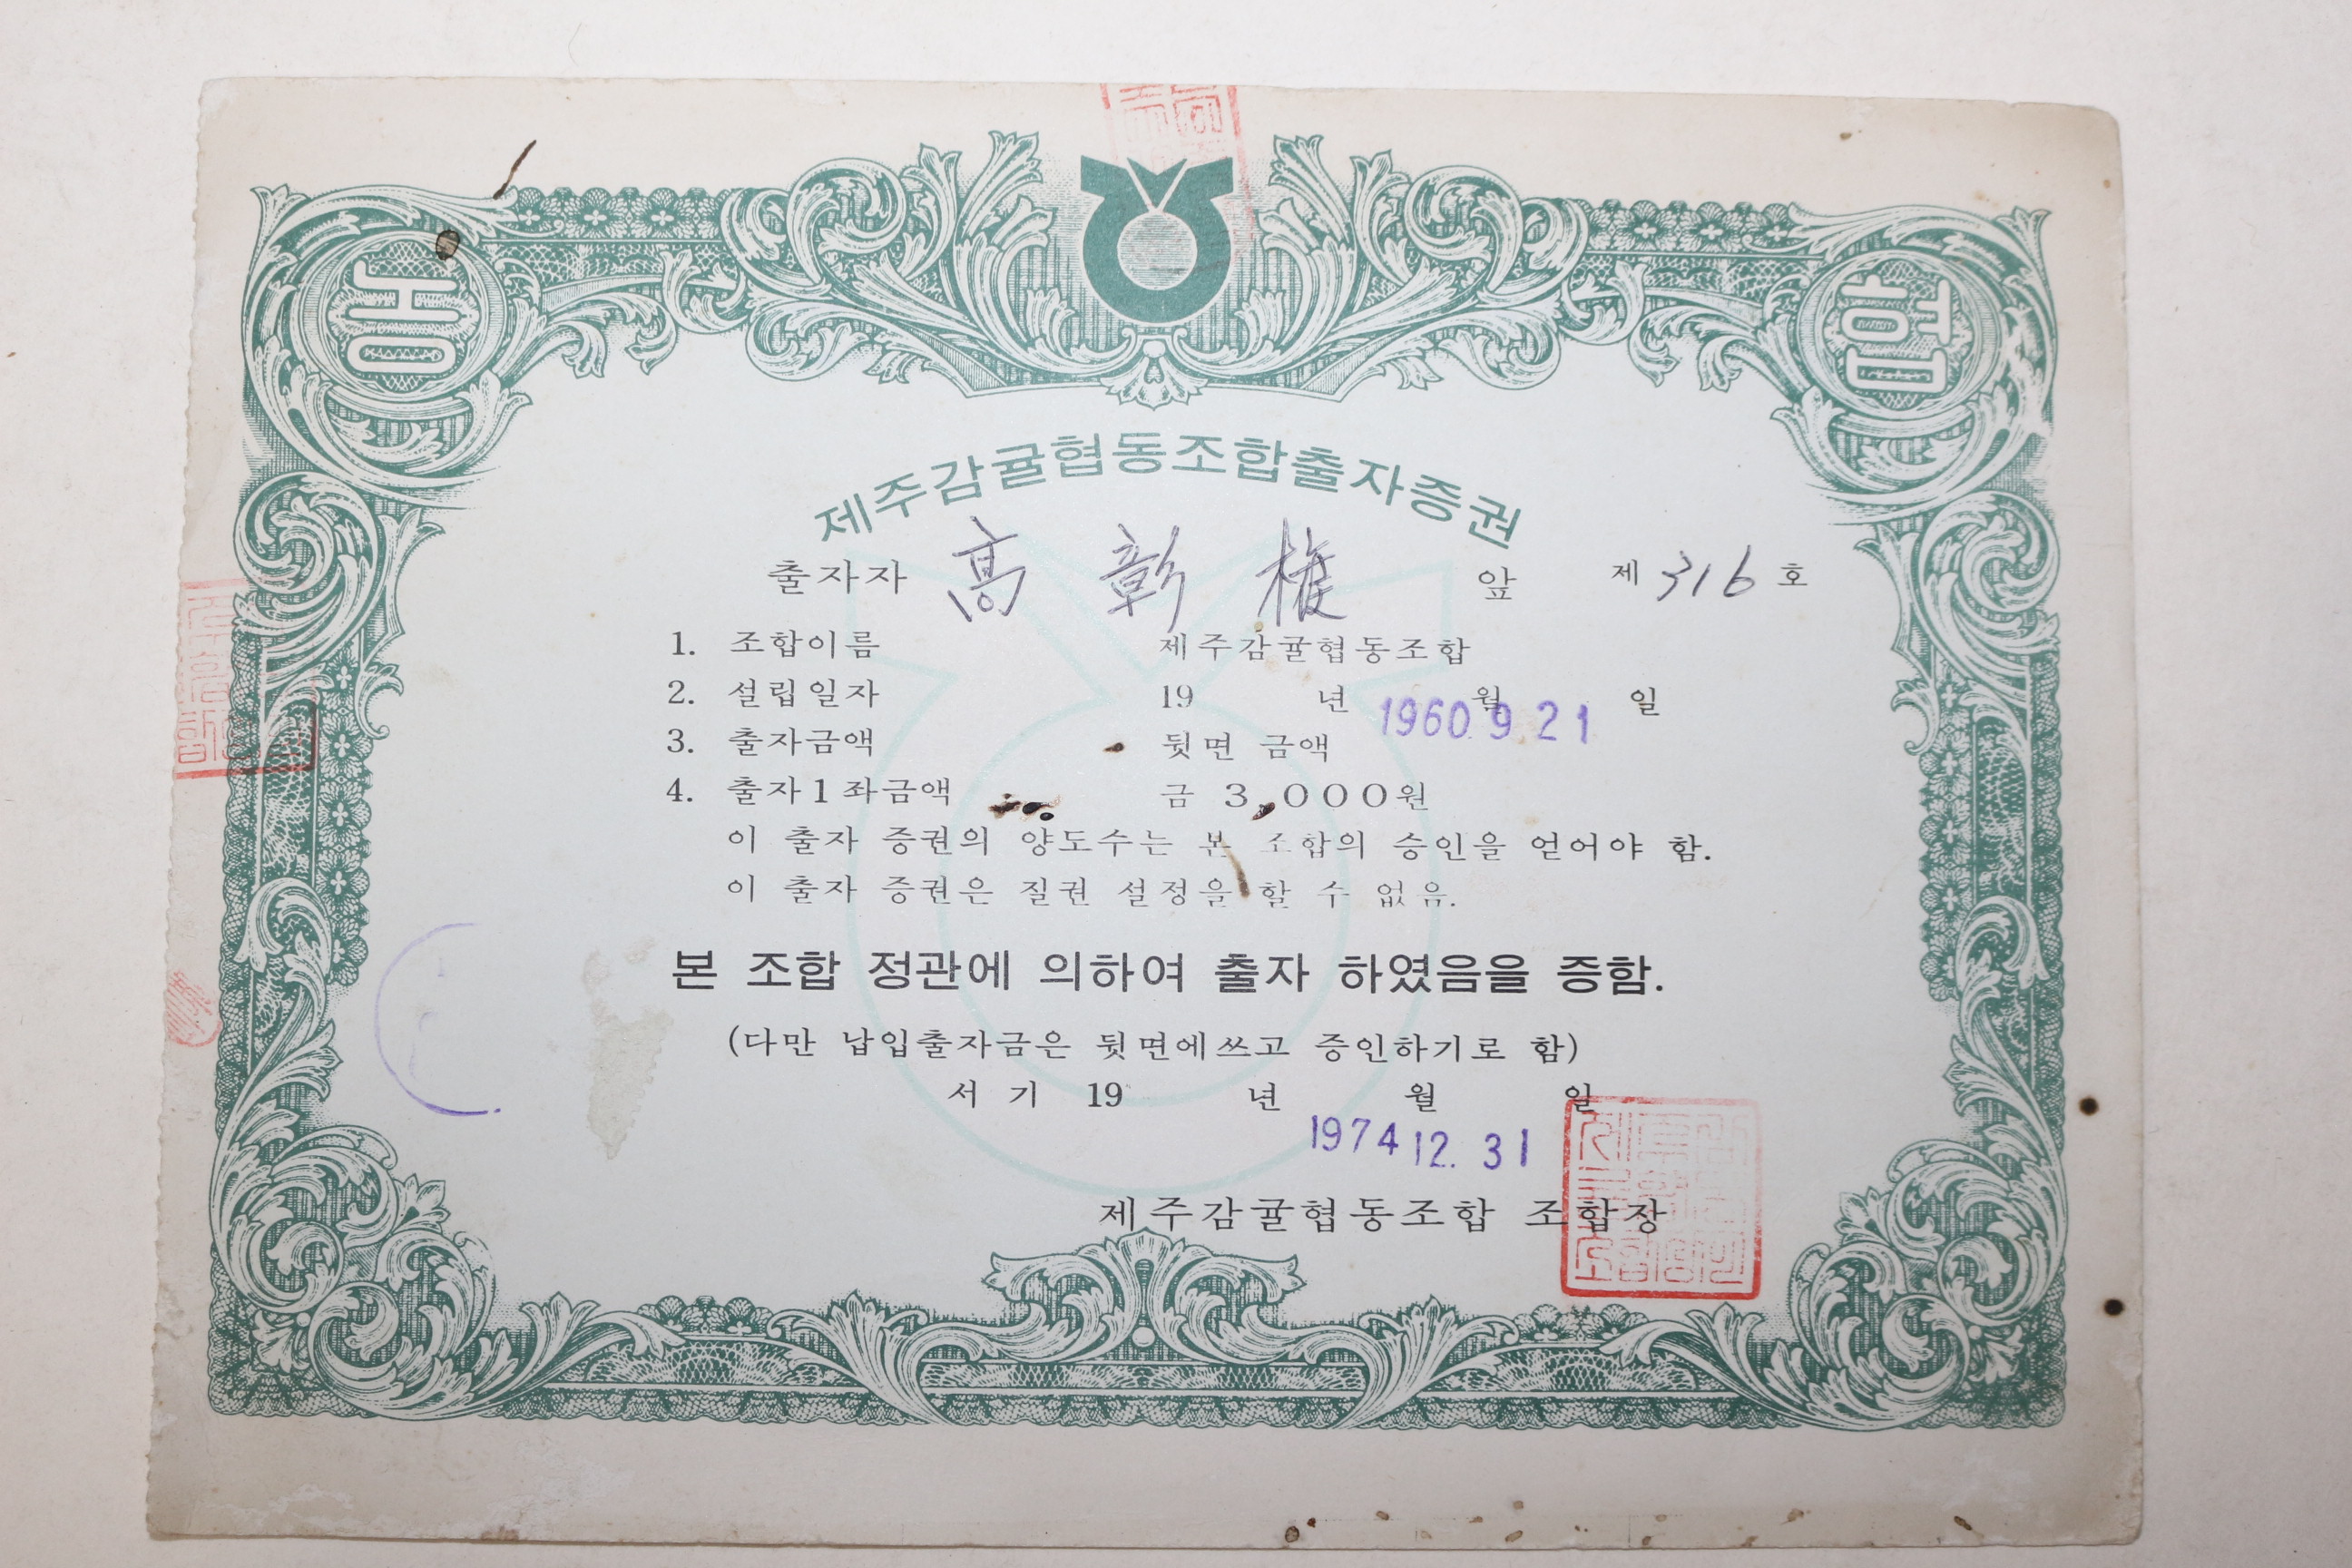 농 협
제주감귤협동조합출자증권
출자자 高 彰 權 앞 제 316 호
1. 조합이름 제주감귤협동조합
2. 설립일자 19 년 월 일
1960. 9. 21
3. 출자금액 뒷면 금액
4. 출자1좌금액 금 3,000원
이 출자 증권의 양도수는 본 조합의 승인을 얻어야 함.
이 출자 증권은 질권 설정을 할 수 없음.
본 조합 정관에 의하여 출자 하였음을 증함.
(다만 납입출자금은 뒷면에쓰고 증인하기로 함)
서 기 19 년 월 일
1974 12. 31
제주감귤협동조합 조합장